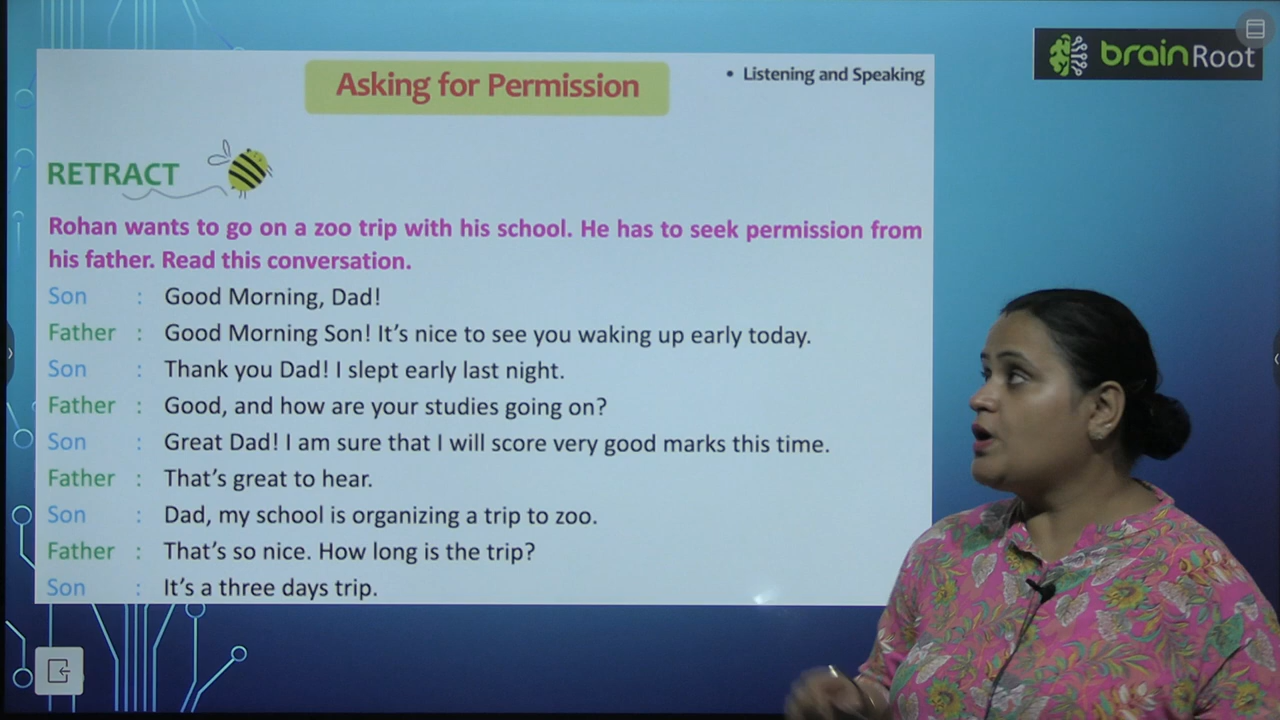 brainRoot
Asking for Permission
• Listening and Speaking
RETRACT
Rohan wants to go on a zoo trip with his school. He has to seek permission from
his father. Read this conversation.
Son : Good Morning, Dad!
Father : Good Morning Son! It's nice to see you waking up early today.
Son : Thank you Dad! I slept early last night.
Father : Good, and how are your studies going on?
Son : Great Dad! I am sure that I will score very good marks this time.
Father : That's great to hear.
Son : Dad, my school is organizing a trip to zoo.
Father : That's so nice. How long is the trip?
Son : It's a three days trip.